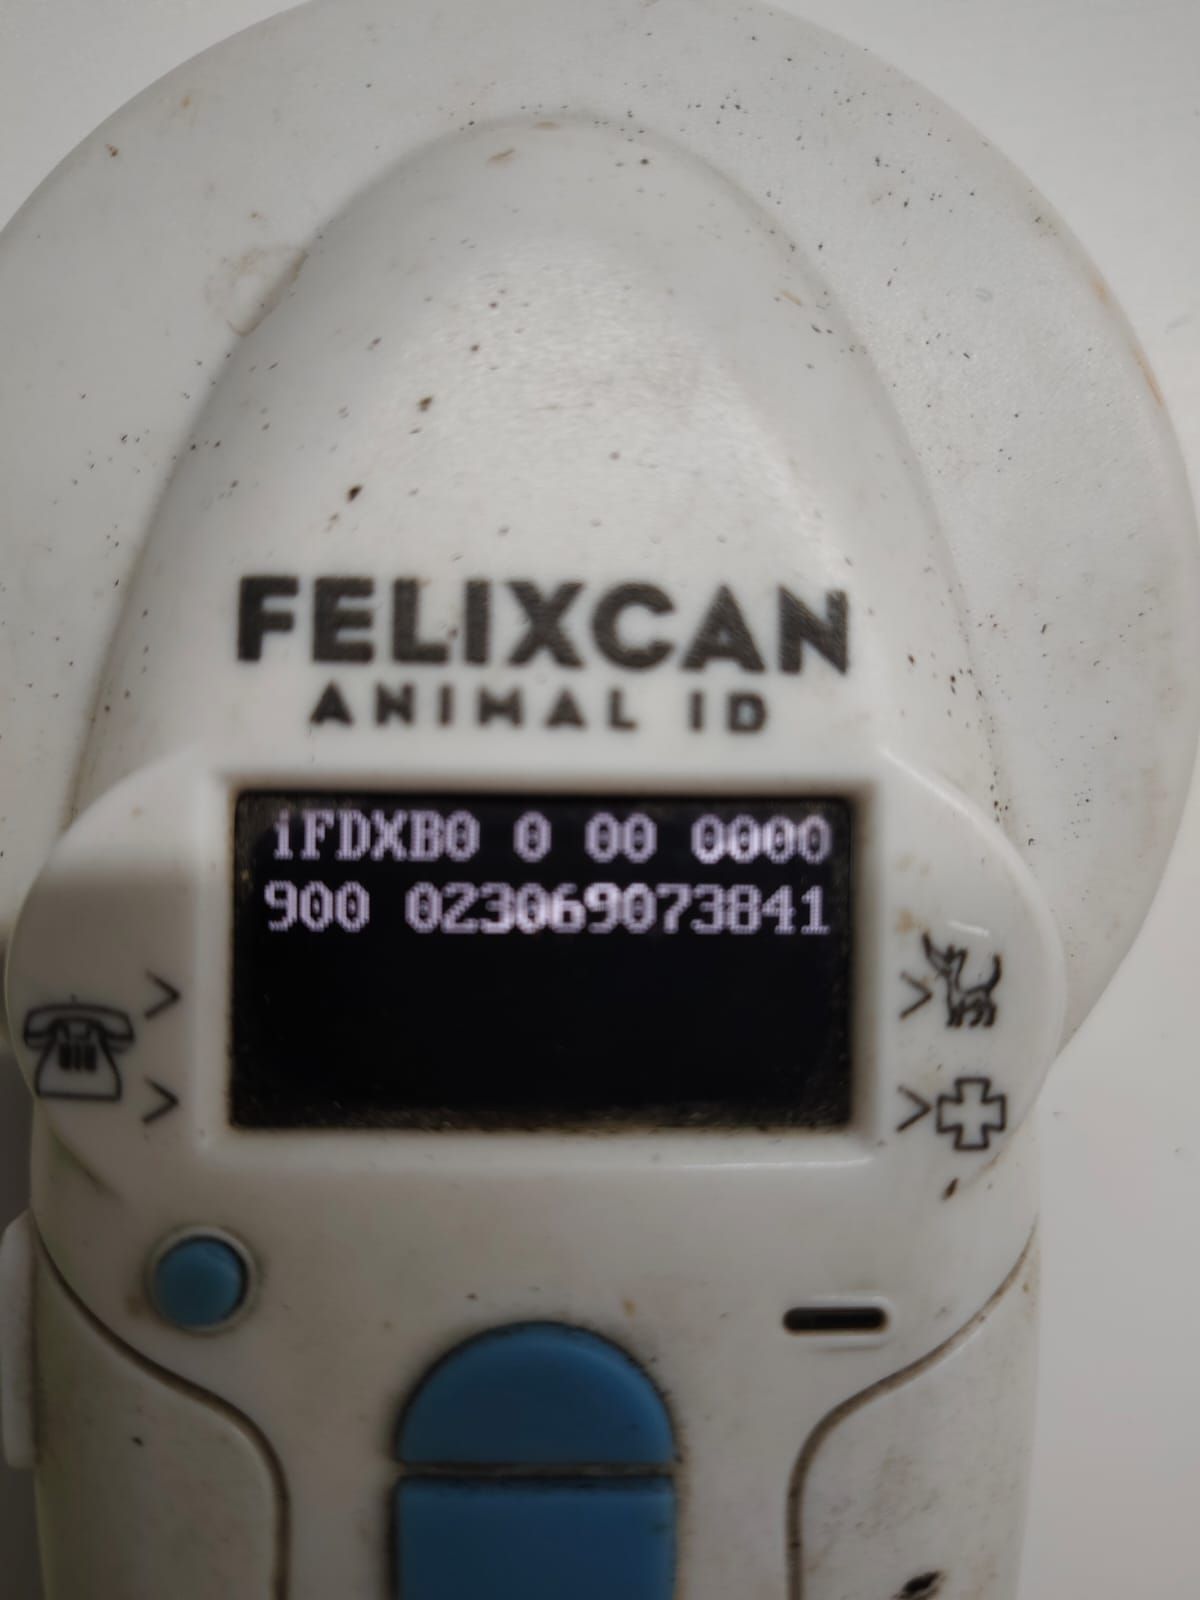 FELIXCAN
ANIMAL ID
iFDXB0 0 00 0000
900 023069073841